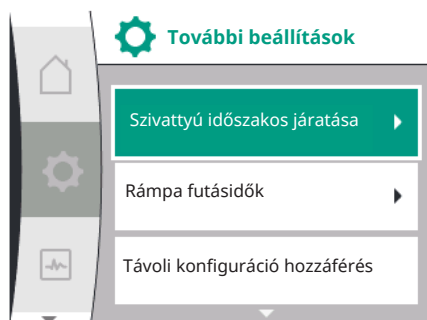 További beállítások
Szivattyú időszakos járatása
Rámpa futásidők
Távoli konfiguráció hozzáférés